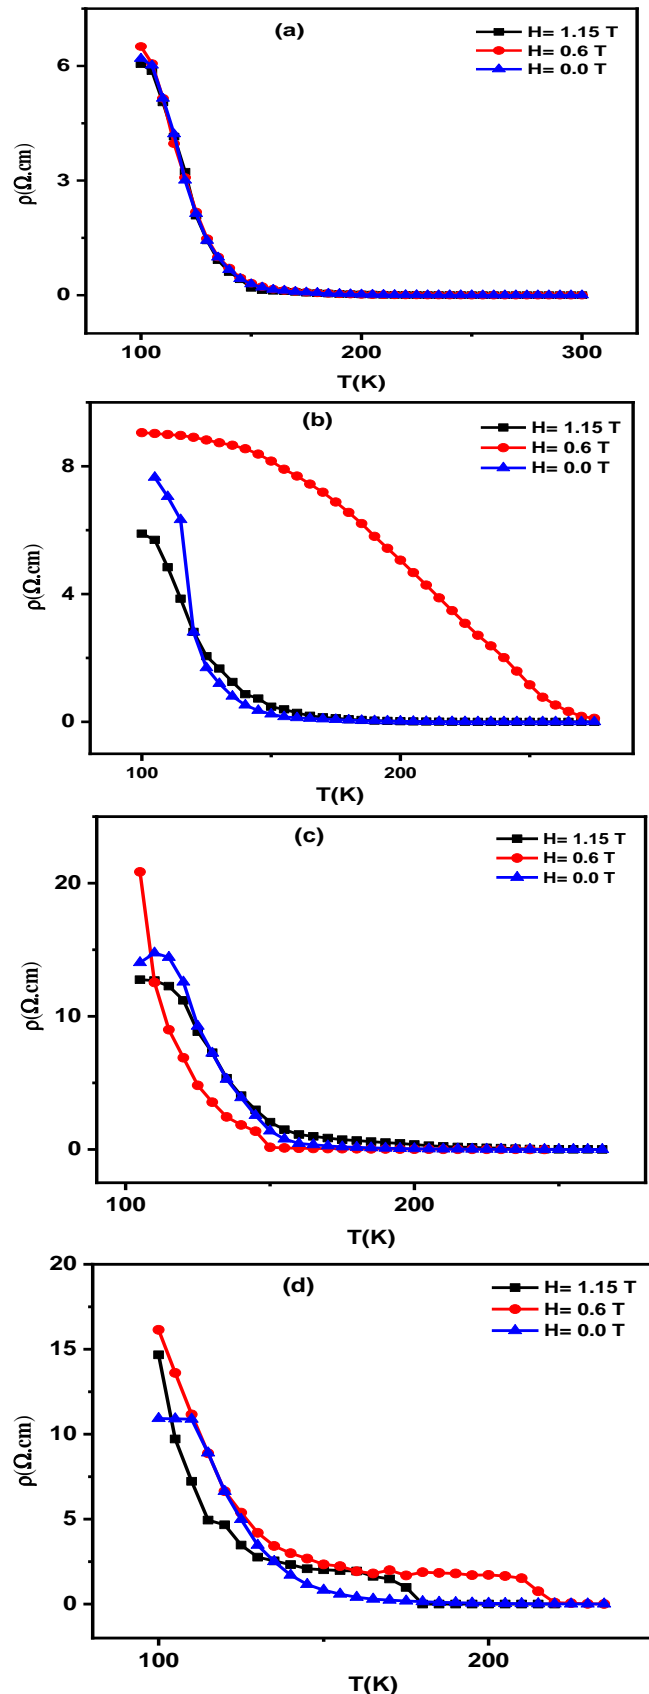 (a)
H= 1.15 T
H= 0.6 T
H= 0.0 T
6
3
0
ρ(Ω.cm)
100
200
300
T(K)
(b)
H= 1.15 T
H= 0.6 T
H= 0.0 T
8
4
0
ρ(Ω.cm)
100
200
T(K)
(c)
H= 1.15 T
H= 0.6 T
H= 0.0 T
20
10
0
ρ(Ω.cm)
100
200
T(K)
(d)
H= 1.15 T
H= 0.6 T
H= 0.0 T
20
15
10
5
0
ρ(Ω.cm)
100
200
T(K)